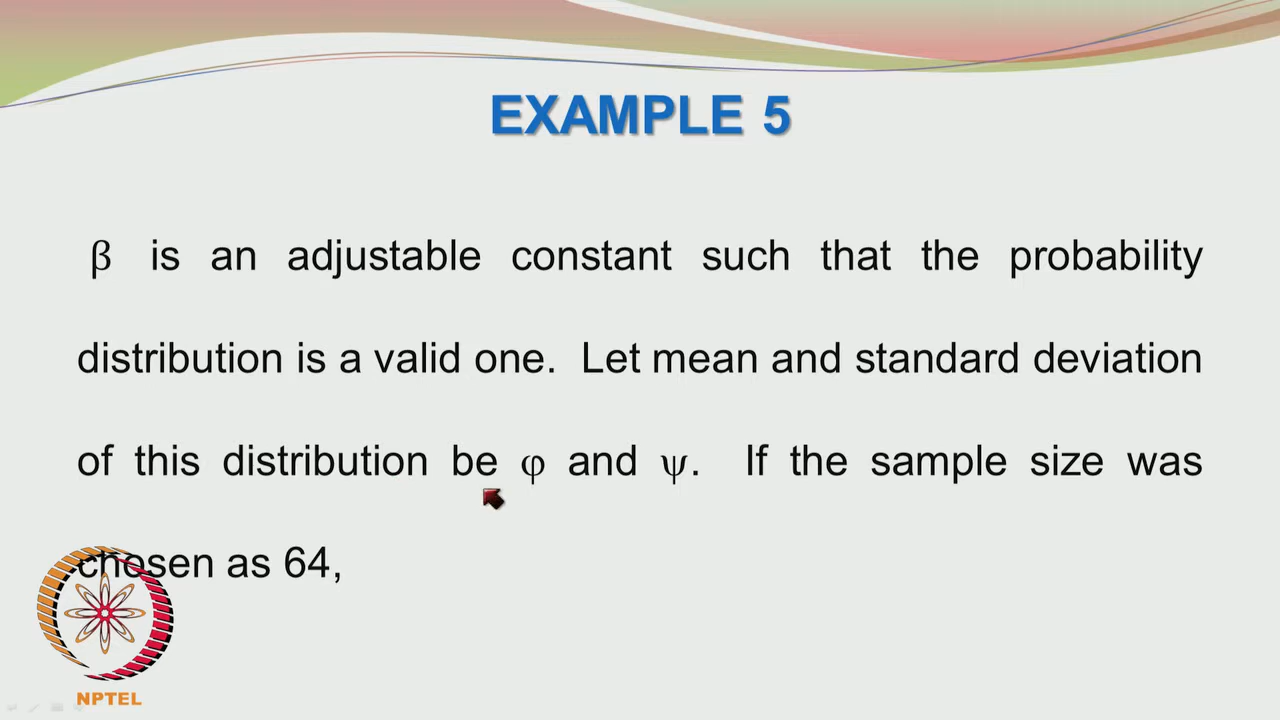 EXAMPLE 5
β is an adjustable constant such that the probability
distribution is a valid one. Let mean and standard deviation
of this distribution be φ and ψ. If the sample size was
chosen as 64,
NPTEL